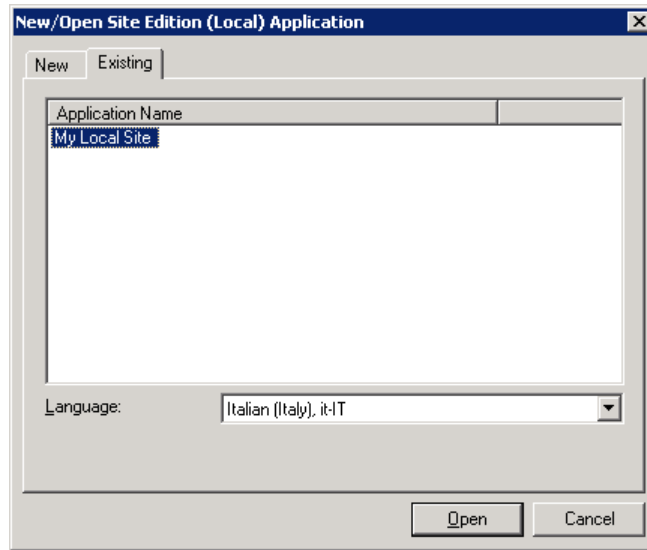 New/Open Site Edition (Local) Application
New Existing
Application Name
My Local Site
Language: Italian (Italy), it-IT
Open Cancel